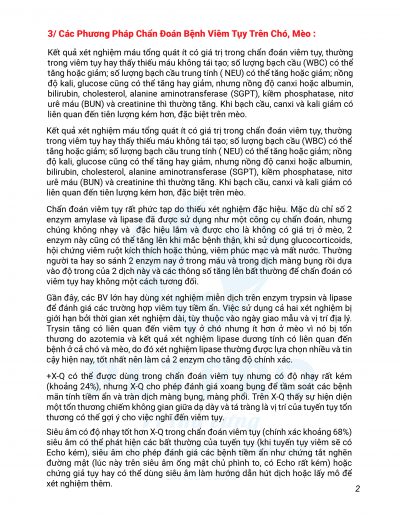 3/ Các Phương Pháp Chẩn Đoán Bệnh Viêm Tụy Trên Chó, Mèo :
Kết quả xét nghiệm máu tổng quát ít có giá trị trong chẩn đoán viêm tụy, thường
trong viêm tụy hay thấy thiếu máu không tái tạo; số lượng bạch cầu (WBC) có thể
tăng hoặc giảm; số lượng bạch cầu trung tính ( NEU) có thể tăng hoặc giảm; nồng
độ kali, glucose cũng có thể tăng hay giảm, nhưng nồng độ canxi hoặc albumin,
bilirubin, cholesterol, alanine aminotransferase (SGPT), kiềm phosphatase, nitơ
urê máu (BUN) và creatinine thì thường tăng. Khi bạch cầu, canxi và kali giảm có
liên quan đến tiên lượng kém hơn, đặc biệt trên mèo.
Kết quả xét nghiệm máu tổng quát ít có giá trị trong chẩn đoán viêm tụy, thường
trong viêm tụy hay thấy thiếu máu không tái tạo; số lượng bạch cầu (WBC) có thể
tăng hoặc giảm; số lượng bạch cầu trung tính ( NEU) có thể tăng hoặc giảm; nồng
độ kali, glucose cũng có thể tăng hay giảm, nhưng nồng độ canxi hoặc albumin,
bilirubin, cholesterol, alanine aminotransferase (SGPT), kiềm phosphatase, nitơ
urê máu (BUN) và creatinine thì thường tăng. Khi bạch cầu, canxi và kali giảm có
liên quan đến tiên lượng kém hơn, đặc biệt trên mèo.
Chẩn đoán viêm tụy rất phức tạp do thiếu xét nghiệm đặc hiệu. Mặc dù chỉ số 2
enzym amylase và lipase đã được sử dụng như một công cụ chẩn đoán, nhưng
chúng không nhạy và  đặc hiệu lắm và được cho là không có giá trị ở mèo, 2
enzym này cũng có thể tăng lên khi mắc bệnh thận, khi sử dụng glucocorticoids,
hội chứng viêm ruột kích thích hoặc thủng, viêm phúc mạc và mất nước. Thường
người ta hay so sánh 2 enzym nay ở trong máu và trong dịch màng bụng rồi dựa
vào độ trong của 2 dịch này và các thông số tăng lên bất thường để chẩn đoán có
viêm tụy hay không một cách tương đối.
Gần đây, các BV lớn hay dùng xét nghiệm miễn dịch trên enzym trypsin và lipase
để đánh giá các trường hợp viêm tụy tiềm ẩn. Việc sử dụng cả hai xét nghiệm bị
giới hạn bởi thời gian xét nghiệm dài, tùy thuộc vào ngày giao mẫu và vị trí địa lý.
Trysin tăng có liên quan đến viêm tụy ở chó nhưng ít hơn ở mèo vì nó bị tổn
thương do azotemia và kết quả xét nghiệm lipase dương tính có liên quan đến
bệnh ở cả chó và mèo, do đó xét nghiệm lipase thường được lựa chọn nhiều và tin
cậy hiện nay, tốt nhất nên làm cả 2 enzym cho tăng độ chính xác.
+X-Q có thể được dùng trong chẩn đoán viêm tụy nhưng có độ nhạy rất kém
(khoảng 24%), nhưng X-Q cho phép đánh giá xoang bụng để tầm soát các bệnh
mãn tính tiềm ẩn và tràn dịch màng bụng, màng phổi. Trên X-Q thấy sự hiện diện
một tổn thương chiếm không gian giữa dạ dày và tá tràng là vị trí của tuyến tụy tổn
thương có thể gợi ý cho việc nghĩ đến viêm tụy.
Siêu âm có độ nhạy tốt hơn X-Q trong chẩn đoán viêm tụy (chính xác khoảng 68%)
siêu âm có thể phát hiện các bất thường của tuyến tụy (khi tuyến tụy viêm sẽ có
Echo kém), siêu âm cho phép đánh giá các bệnh tiềm ẩn như chứng tắt nghẽn
đường mật (lúc này trên siêu âm ống mật chủ phình to, có Echo rất kém) hoặc
chứng giả tụy hay có thể dùng siêu âm làm hướng dẫn hút dịch hoặc lấy mô để
xét nghiệm thêm.
2